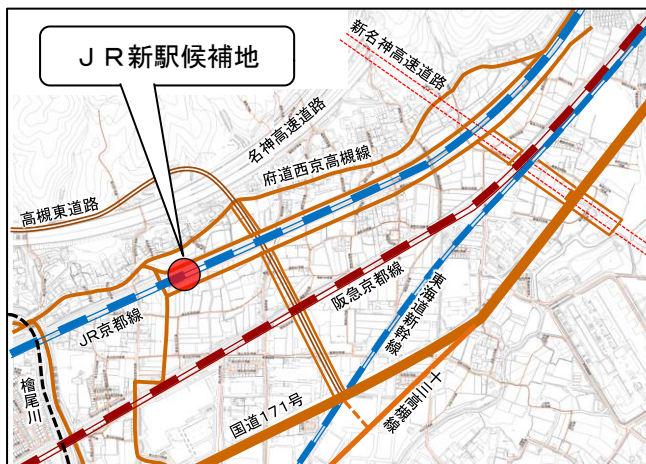 JR新駅候補地
新名神高速道路
名神高速道路
府道西京高槻線
高槻東道路
阪急京都線
JR京都線
東海道新幹線
檜尾川
国道171号
十三高槻線